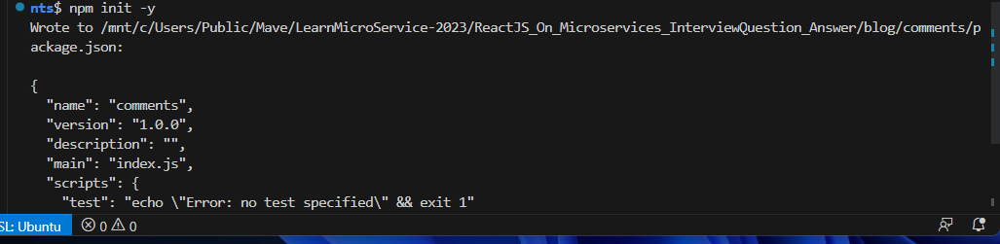 nts$ npm init -y
Wrote to /mnt/c/Users/Public/Mave/LearnMicroService-2023/ReactJS_On_Microservices_InterviewQuestion_Answer/blog/comments/p
ackage.json:
{
  "name": "comments",
  "version": "1.0.0",
  "description": "",
  "main": "index.js",
  "scripts": {
    "test": "echo \"Error: no test specified\" && exit 1"
SL: Ubuntu 0 0